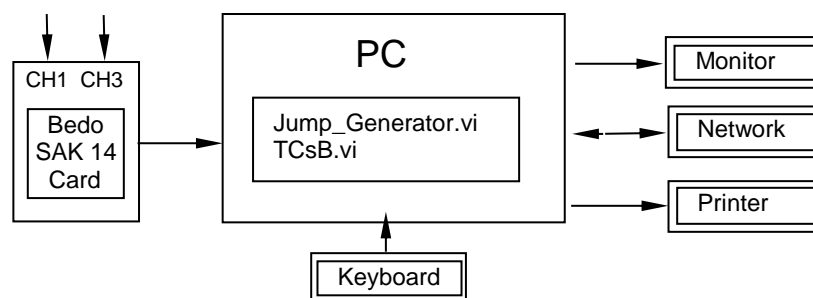 CH1 CH3
Bedo
SAK 14
Card
PC
Jump_Generator.vi
TCsB.vi
Monitor
Network
Printer
Keyboard